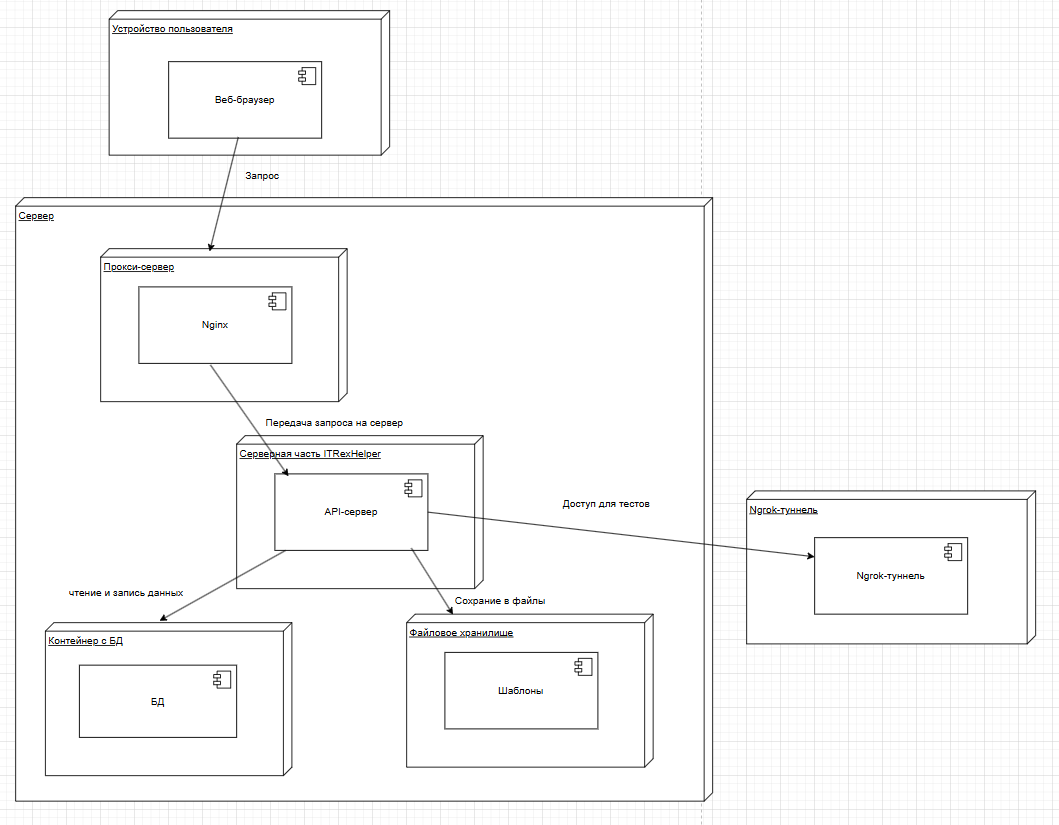 Устройство пользователя
Веб-браузер
Запрос
Сервер
Прокси-сервер
Nginx
Передача запроса на сервер
Серверная часть ITRexHelper
API-сервер
Доступ для тестов
Ngrok-туннель
Ngrok-туннель
чтение и запись данных
Сохрание в файлы
Контейнер с БД
БД
Файловое хранилище
Шаблоны